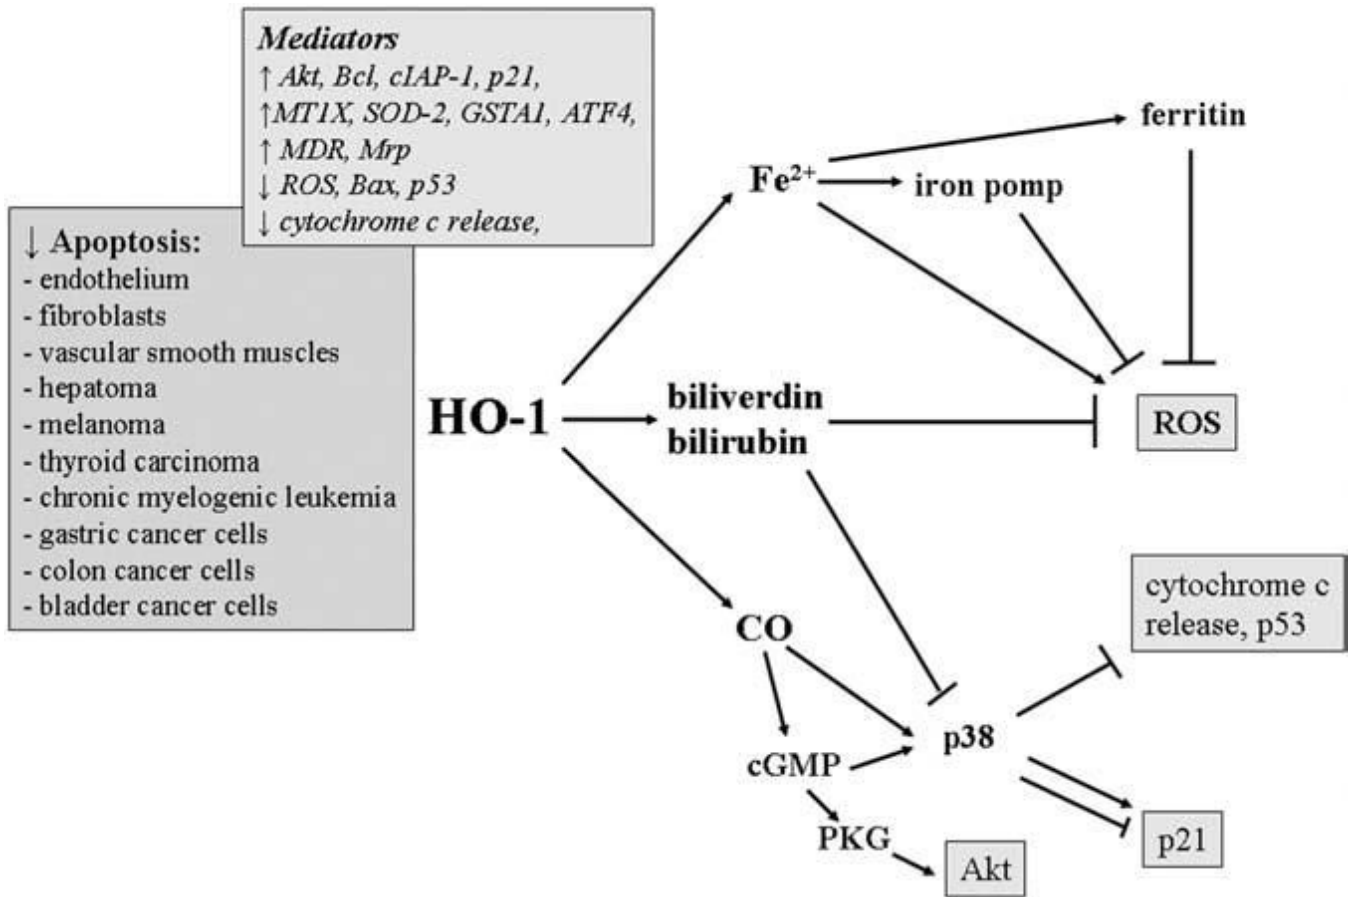 Mediators
↑ Akt, Bcl, cIAP-1, p21,
↑MT1X, SOD-2, GSTA1, ATF4,
↑ MDR, Mrp
↓ ROS, Bax, p53
↓ cytochrome c release,
↓ Apoptosis:
- endothelium
- fibroblasts
- vascular smooth muscles
- hepatoma
- melanoma
- thyroid carcinoma
- chronic myelogenic leukemia
- gastric cancer cells
- colon cancer cells
- bladder cancer cells
HO-1
Fe²⁺
ferritin
iron pomp
biliverdin
bilirubin
ROS
CO
cGMP
PKG
Akt
p38
cytochrome c
release, p53
p21